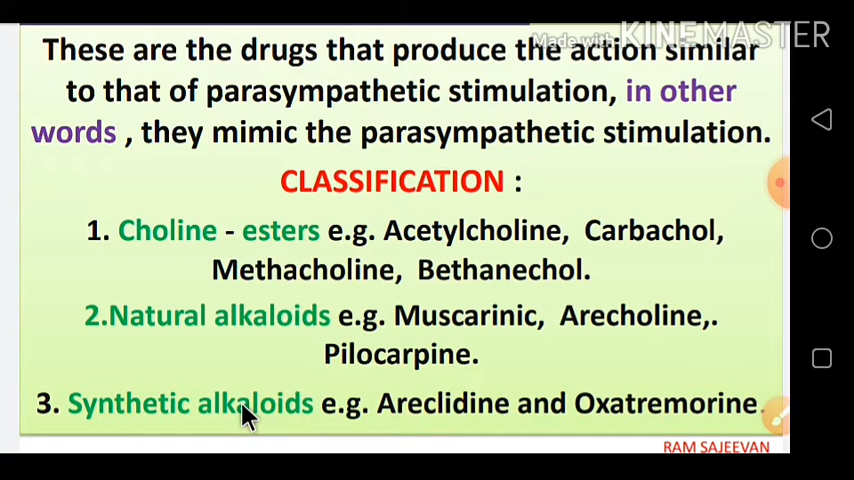 Made with KINEMASTER
These are the drugs that produce the action similar
to that of parasympathetic stimulation, in other
words , they mimic the parasympathetic stimulation.
CLASSIFICATION :
1. Choline - esters e.g. Acetylcholine, Carbachol,
Methacholine, Bethanechol.
2.Natural alkaloids e.g. Muscarinic, Arecholine,.
Pilocarpine.
3. Synthetic alkaloids e.g. Areclidine and Oxatremorine.
RAM SAJEEVAN